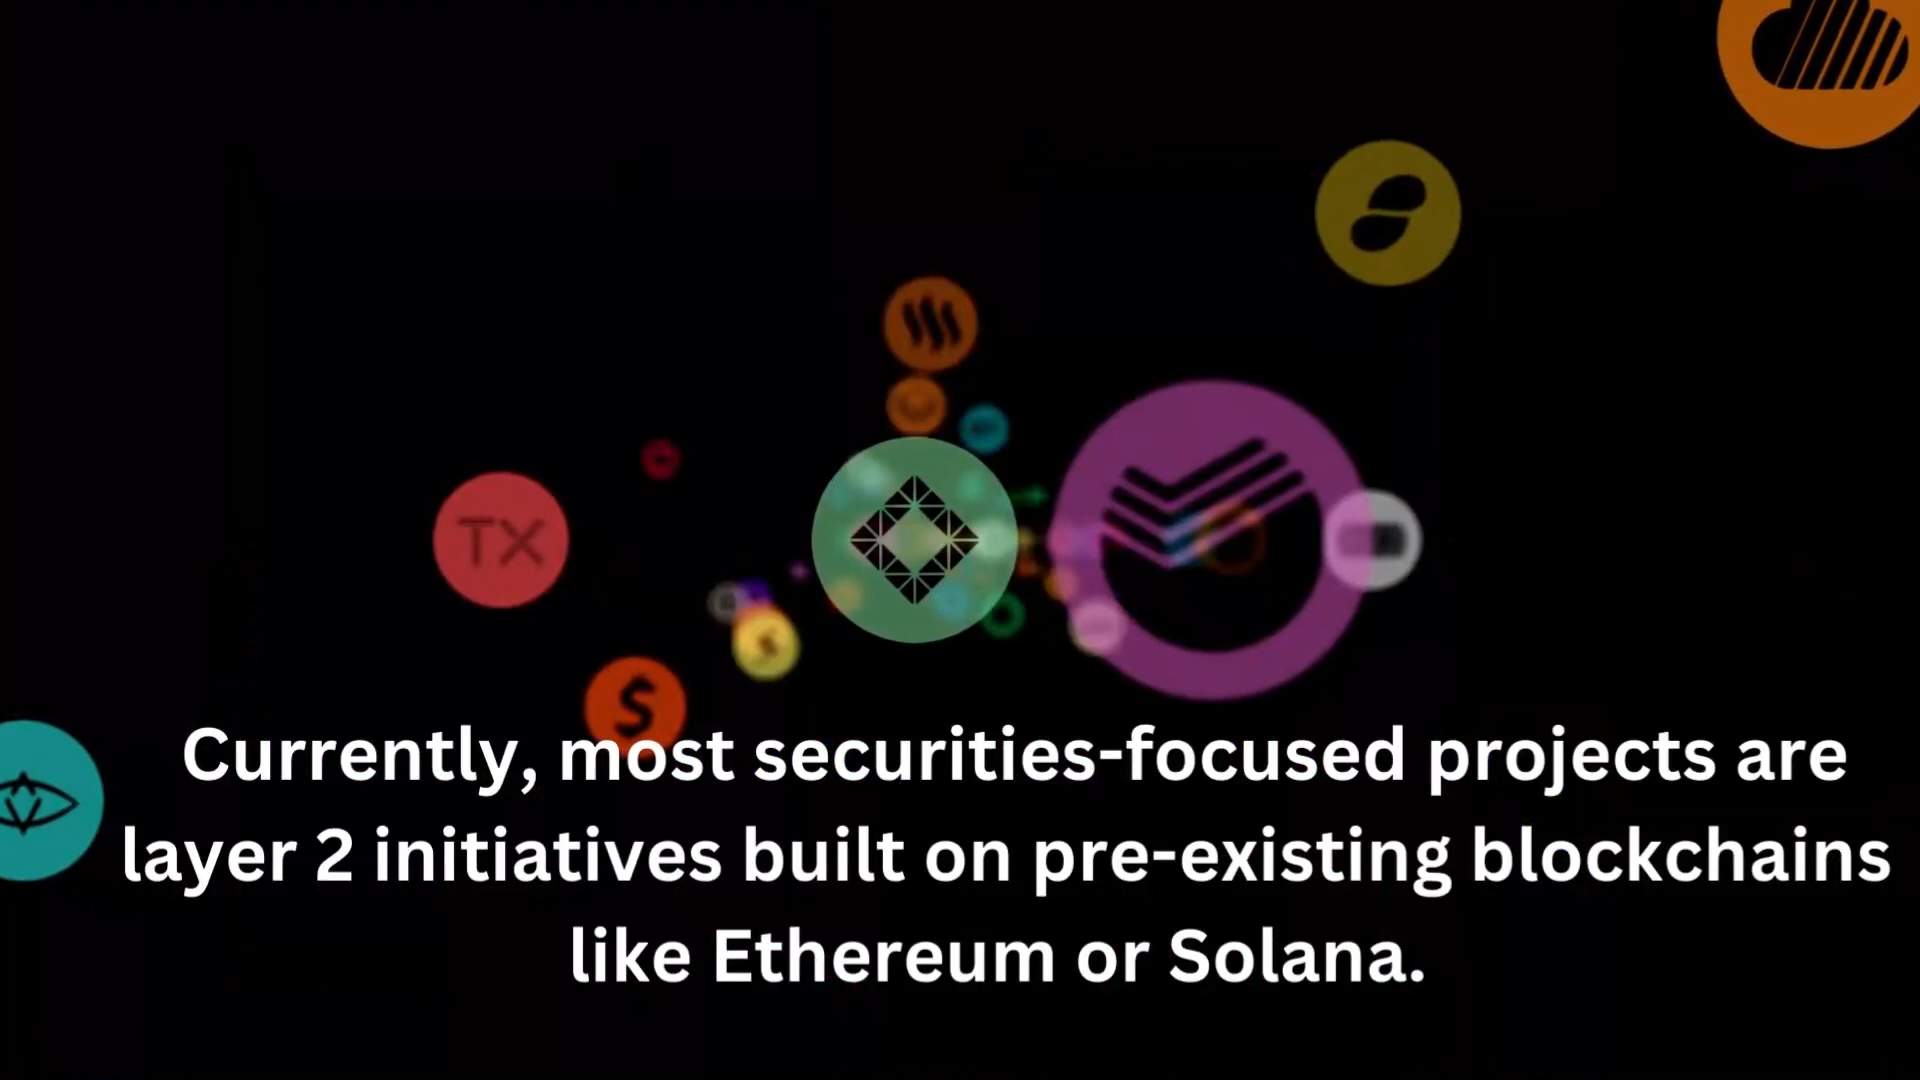 TX
$
Currently, most securities-focused projects are
layer 2 initiatives built on pre-existing blockchains
like Ethereum or Solana.